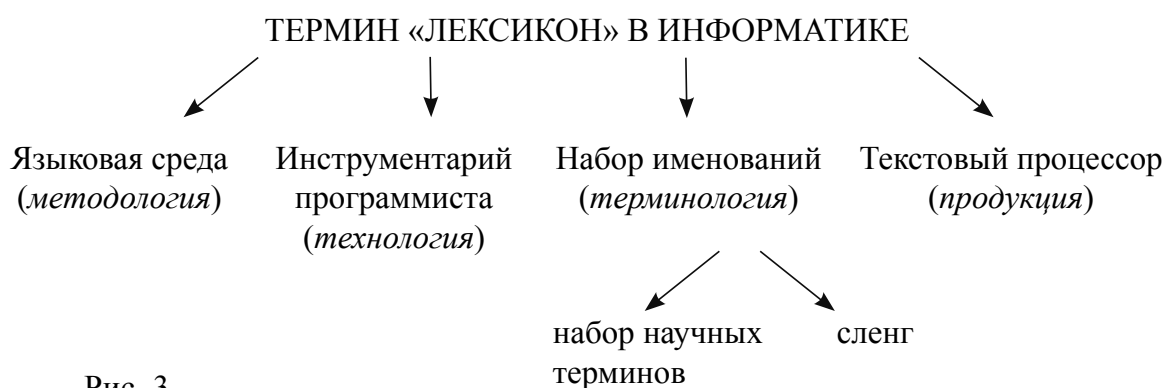 ТЕРМИН «ЛЕКСИКОН» В ИНФОРМАТИКЕ
Языковая среда
(методология)
Инструментарий
программиста
(технология)
Набор именований
(терминология)
Текстовый процессор
(продукция)
набор научных
терминов
сленг
Рис. 3